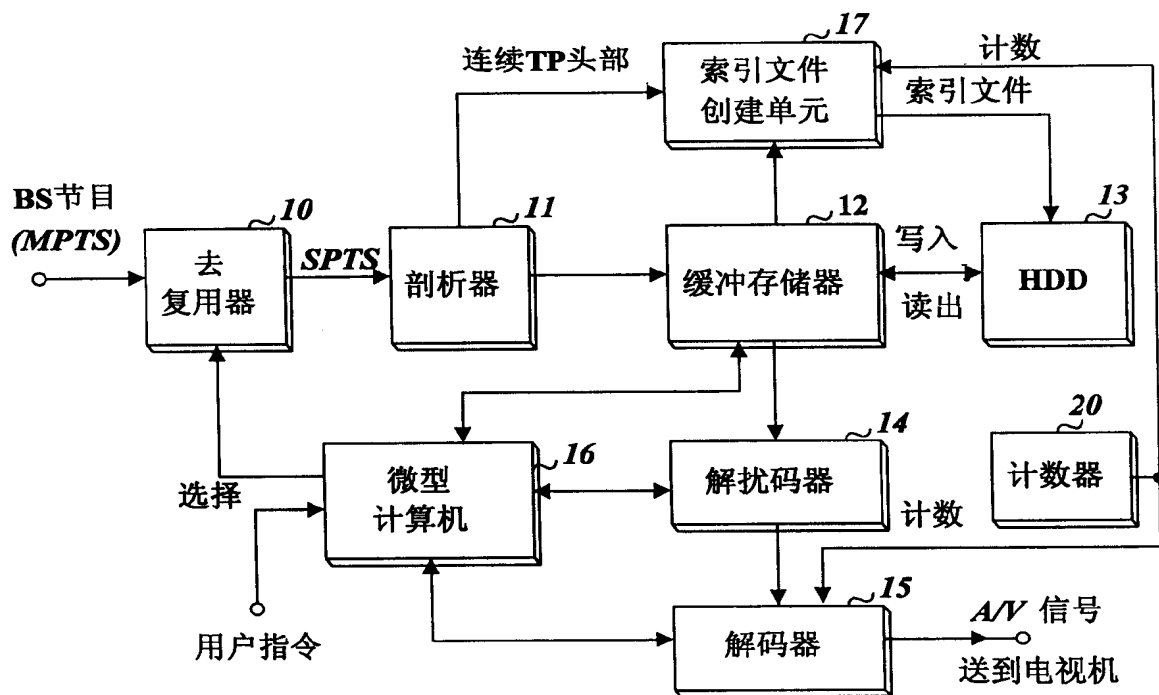 17
连续TP头部
索引文件
创建单元
计数
索引文件
BS节目
(MPTS)
10
去
复用器
SPTS
11
剖析器
12
缓冲存储器
写入
读出
13
HDD
选择
16
微型
计算机
14
解扰码器
计数
20
计数器
用户指令
15
解码器
A/V 信号
送到电视机